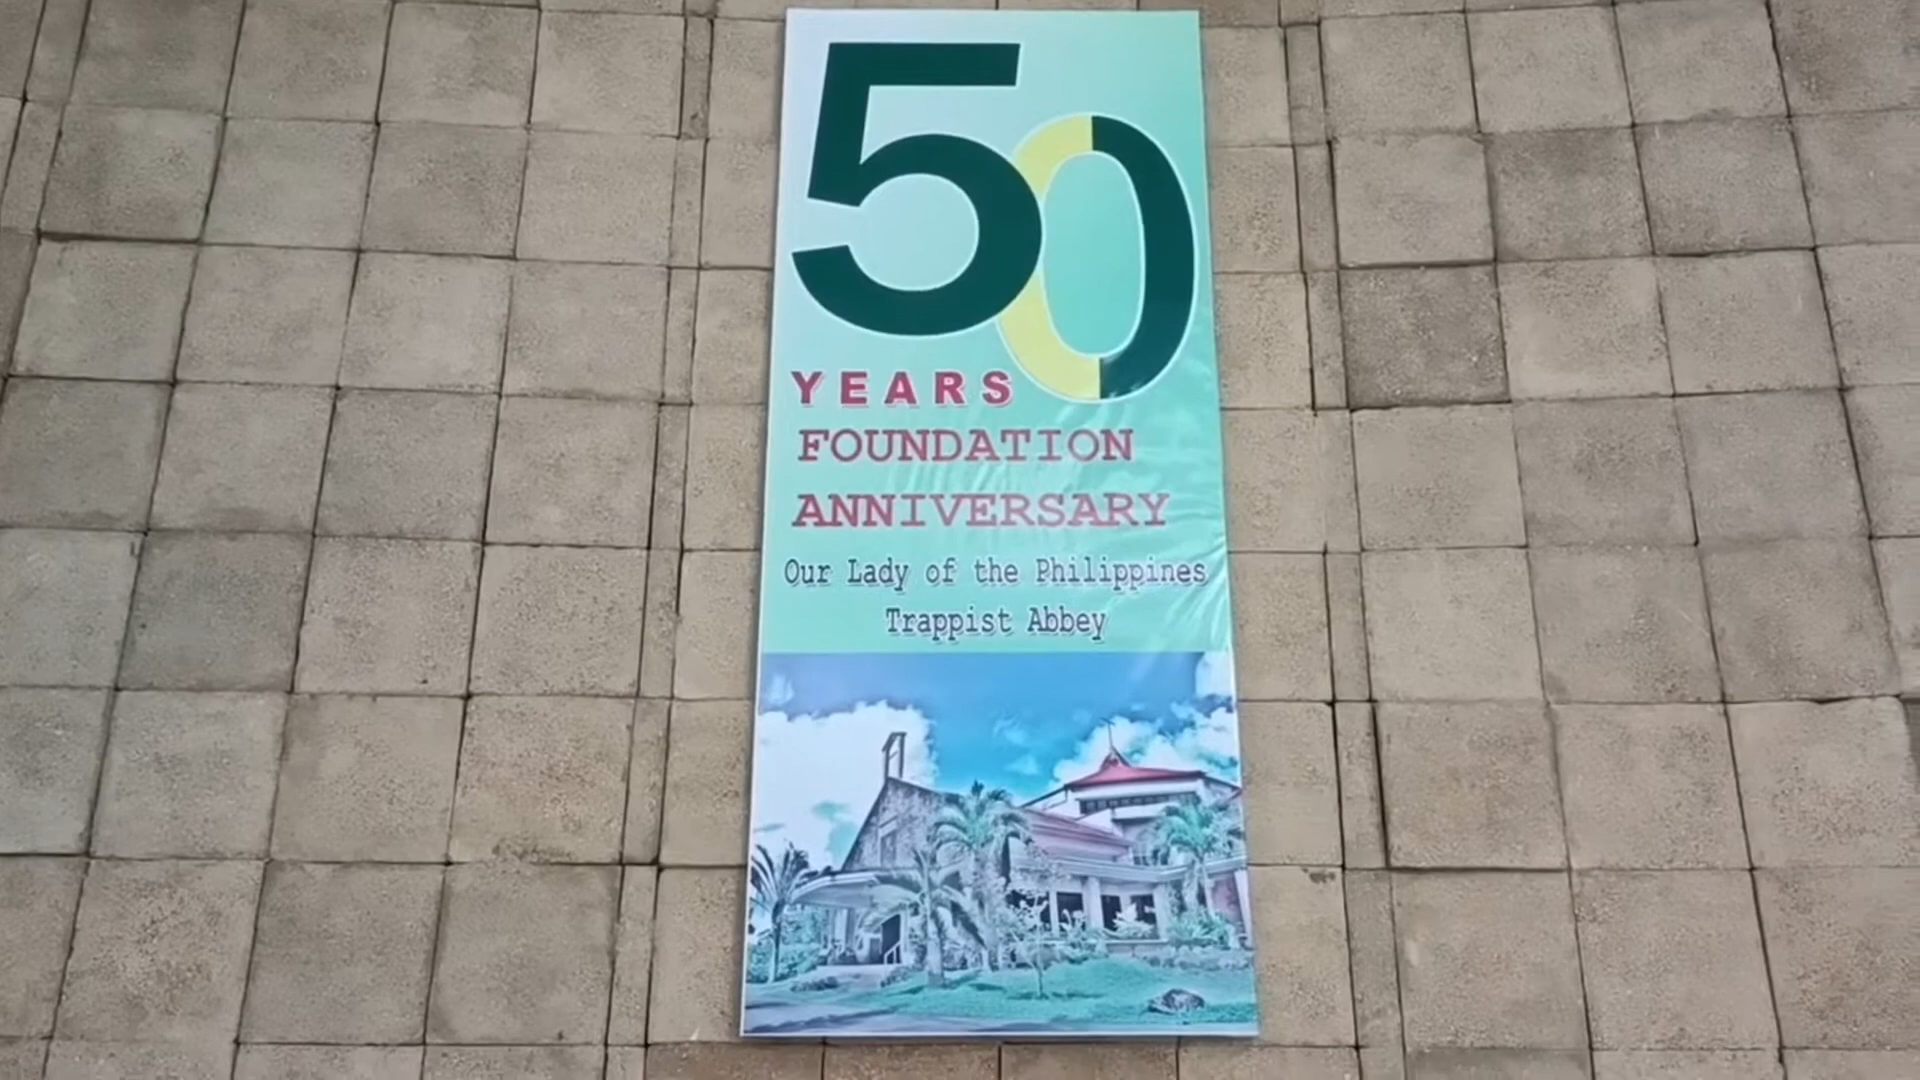 50
YEARS
FOUNDATION
ANNIVERSARY
Our Lady of the Philippines
Trappist Abbey